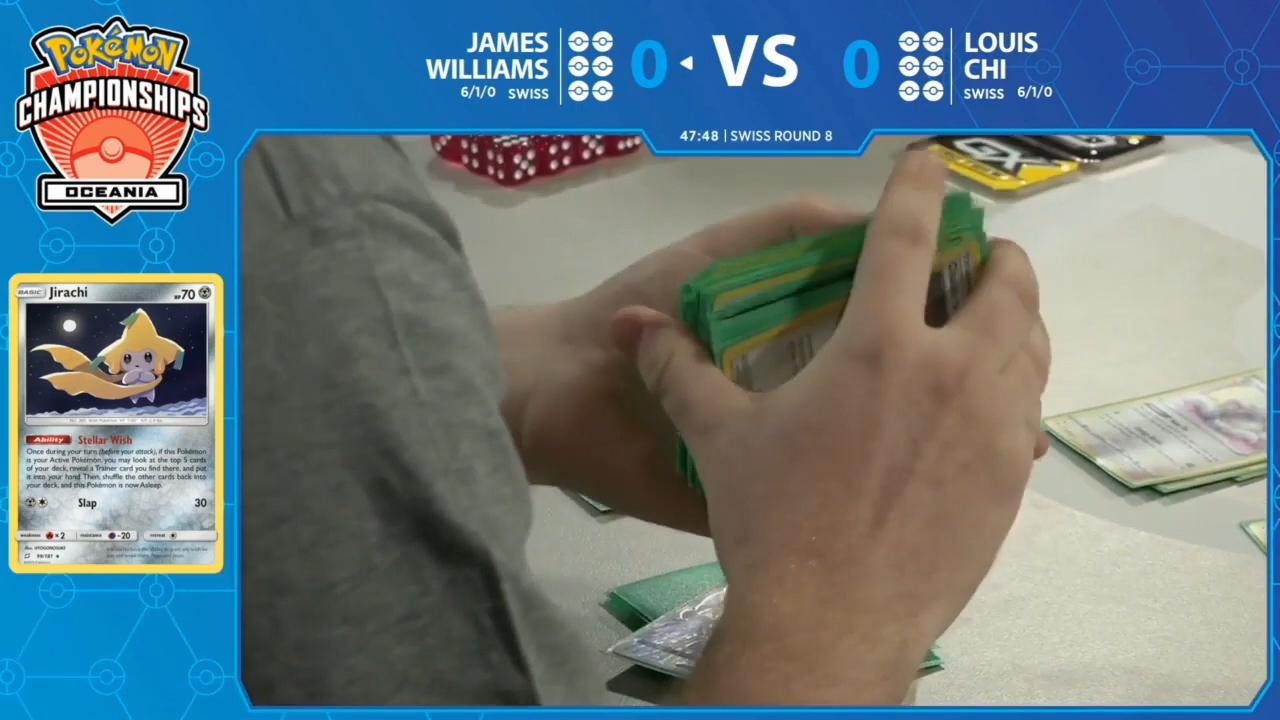 Pokémon
CHAMPIONSHIPS
OCEANIA
JAMES
WILLIAMS
6/1/0 SWISS
0
VS
0
LOUIS
CHI
SWISS 6/1/0
47:48 | SWISS ROUND 8
GX
BASIC Jirachi HP70
Ability Stellar Wish
Once during your turn (before your attack), if this Pokémon
is your Active Pokémon, you may look at the top 5 cards
of your deck, reveal a Trainer card you find there, and put
it into your hand. Then, shuffle the other cards back into
your deck, and this Pokémon is now Asleep.
Slap 30
weakness ×2 resistance -20 retreat
99/181